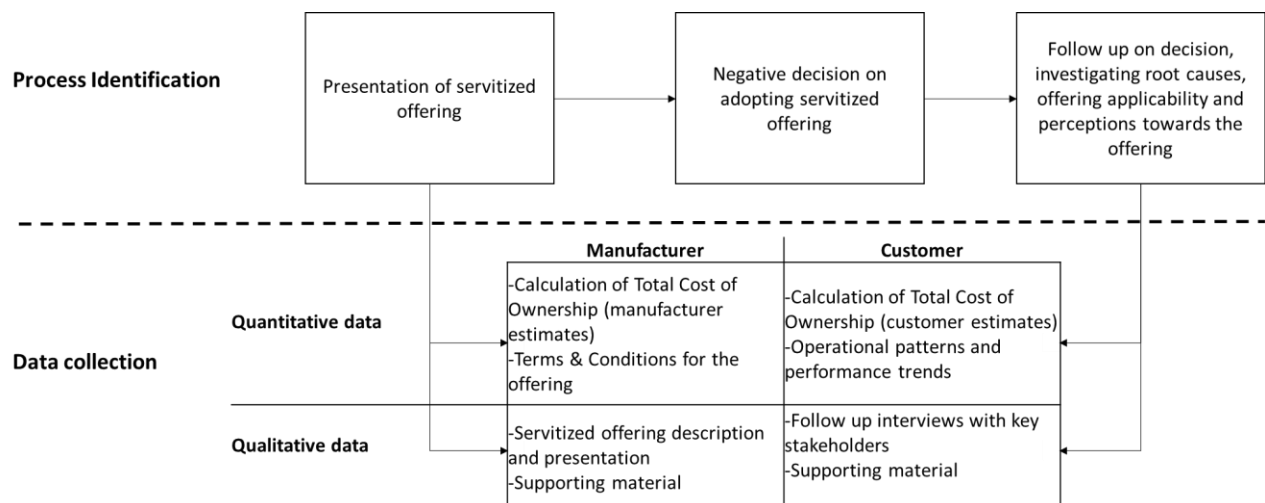 Process Identification
Presentation of servitized
offering
Negative decision on
adopting servitized
offering
Follow up on decision,
investigating root causes,
offering applicability and
perceptions towards the
offering
Manufacturer
Customer
Data collection
Quantitative data
-Calculation of Total Cost of
Ownership (manufacturer
estimates)
-Terms & Conditions for the
offering
-Calculation of Total Cost of
Ownership (customer estimates)
-Operational patterns and
performance trends
Qualitative data
-Servitized offering description
and presentation
-Supporting material
-Follow up interviews with key
stakeholders
-Supporting material